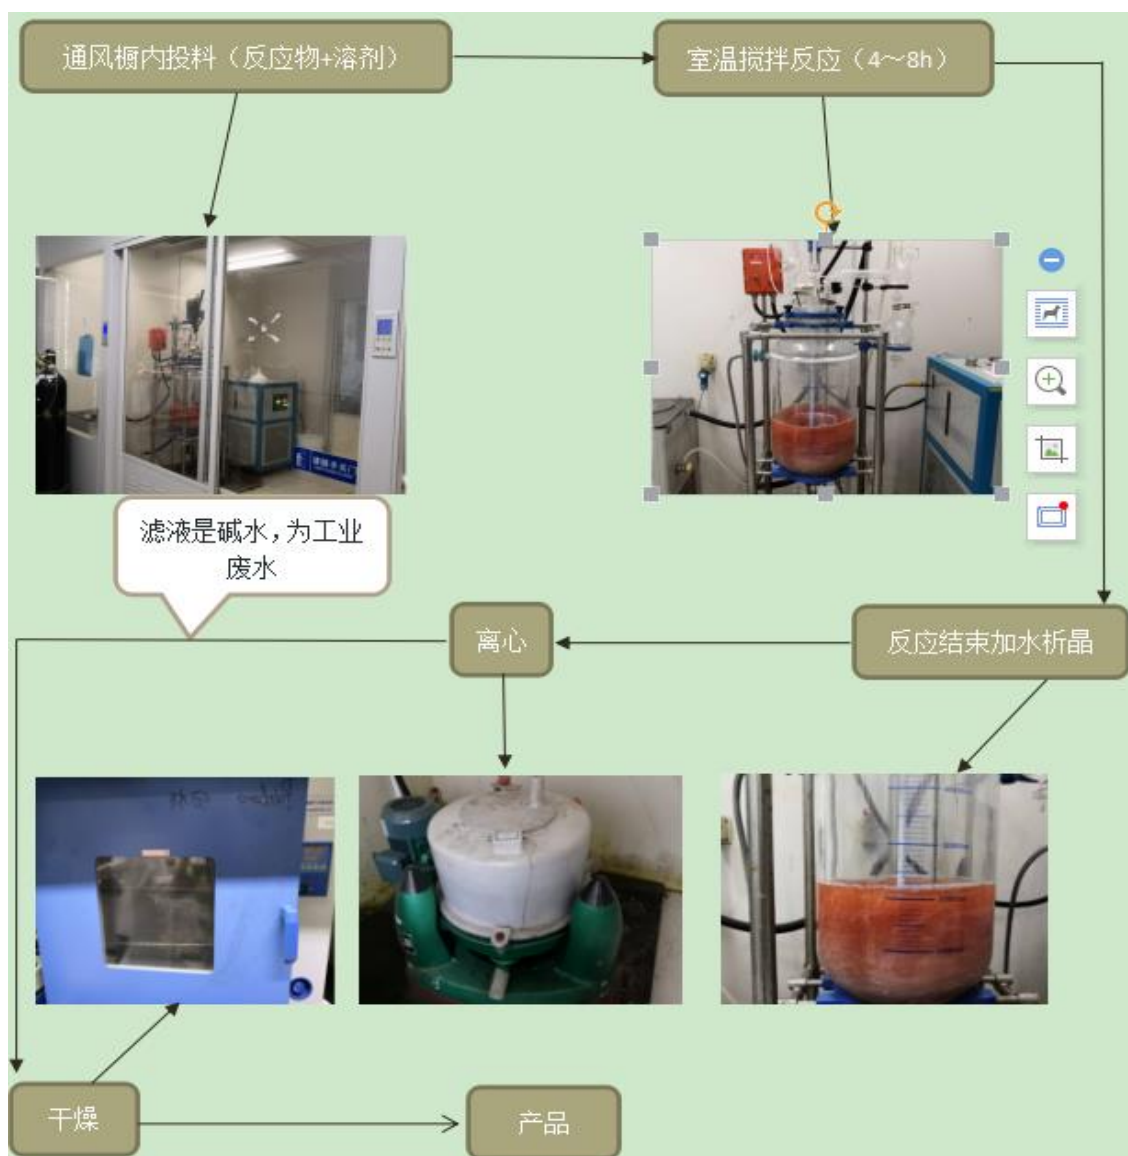 通风橱内投料（反应物+溶剂）
室温搅拌反应（4～8h）
滤液是碱水，为工业
废水
离心
反应结束加水析晶
干燥
产品